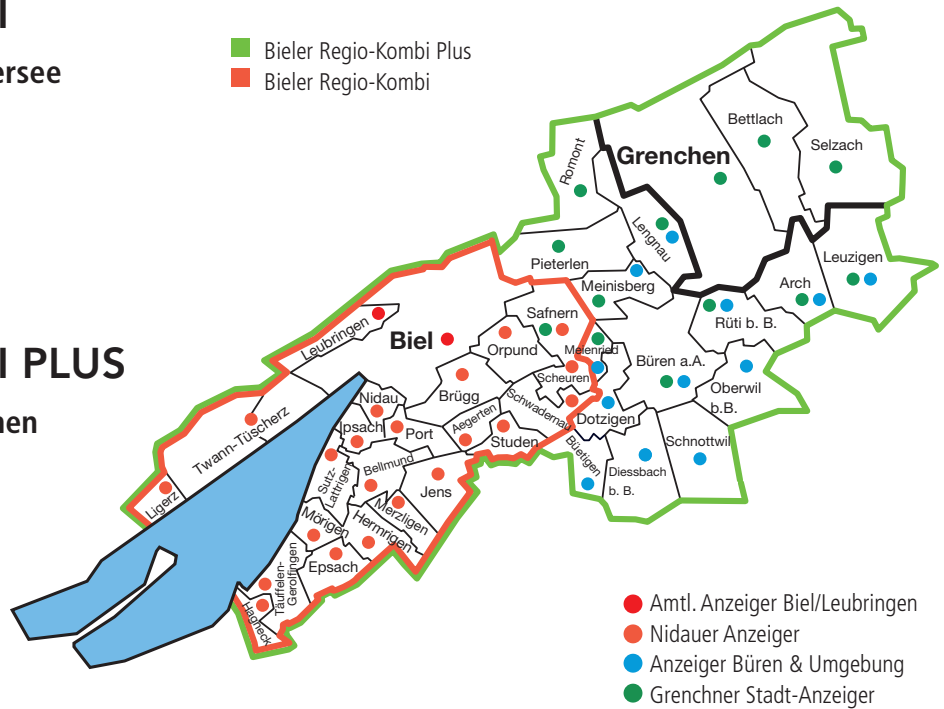 I
ersee
Bieler Regio-Kombi Plus
Bieler Regio-Kombi
Bettlach
Selzach
Grenchen
Romont
Lengnau
Pieterlen
Leuzigen
Meinisberg
Arch
Safnern
Rüti b. B.
Leubringen
Biel
Orpund
Meienried
Büren a.A.
I PLUS
Scheuren
Oberwil
b.B.
nen
Nidau
Brügg
Schwadernau
Twann-Tüscherz
Ipsach
Port
Aegerten
Dotzigen
Studen
Schnottwil
Büetigen
Sutz-
Lattrigen
Bellmund
Diessbach
b. B.
Jens
Ligerz
Merzligen
Mörigen
Hermrigen
Epsach
Täuffelen-
Gerolfingen
Hagneck
Amtl. Anzeiger Biel/Leubringen
Nidauer Anzeiger
Anzeiger Büren & Umgebung
Grenchner Stadt-Anzeiger